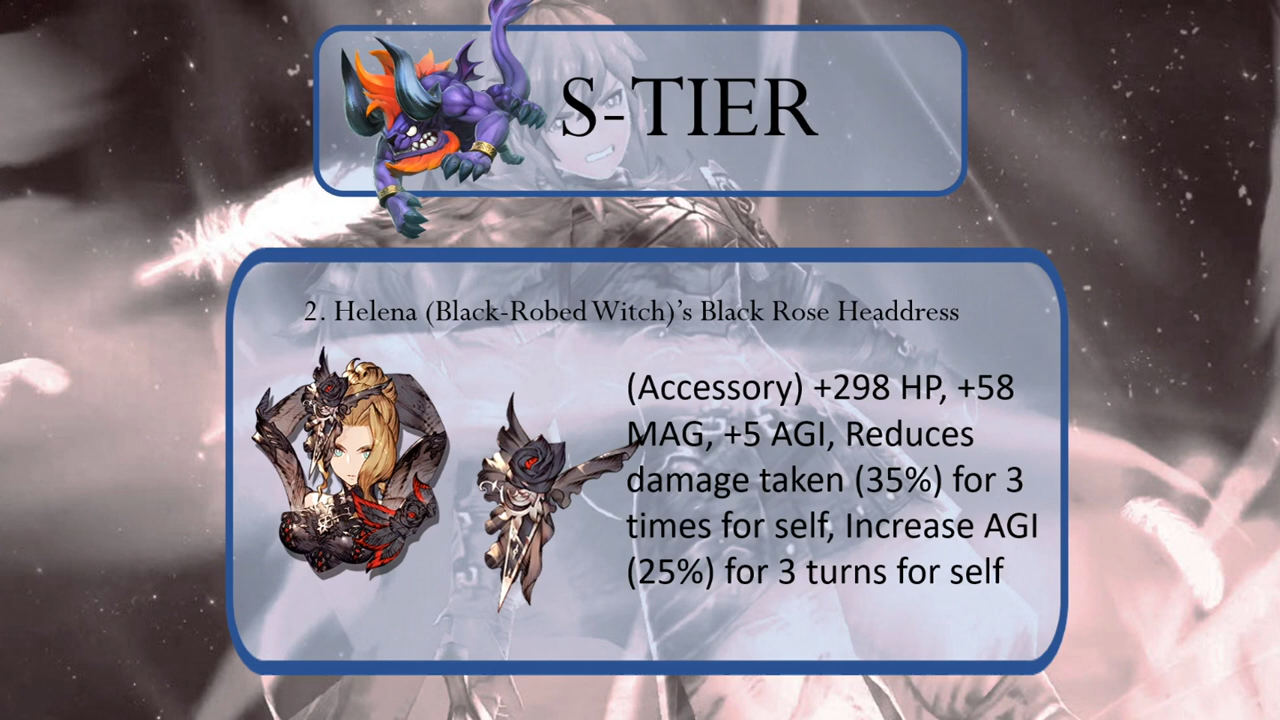 S-TIER
2. Helena (Black-Robed Witch)’s Black Rose Headdress
(Accessory) +298 HP, +58
MAG, +5 AGI, Reduces
damage taken (35%) for 3
times for self, Increase AGI
(25%) for 3 turns for self